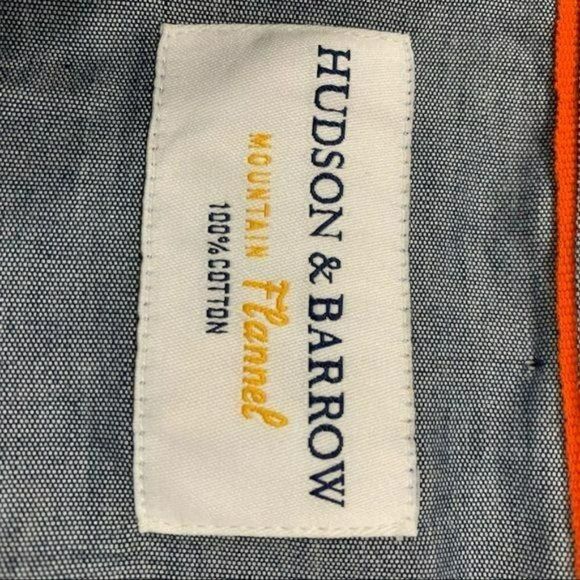 HUDSON & BARROW
MOUNTAIN Flannel
100% COTTON